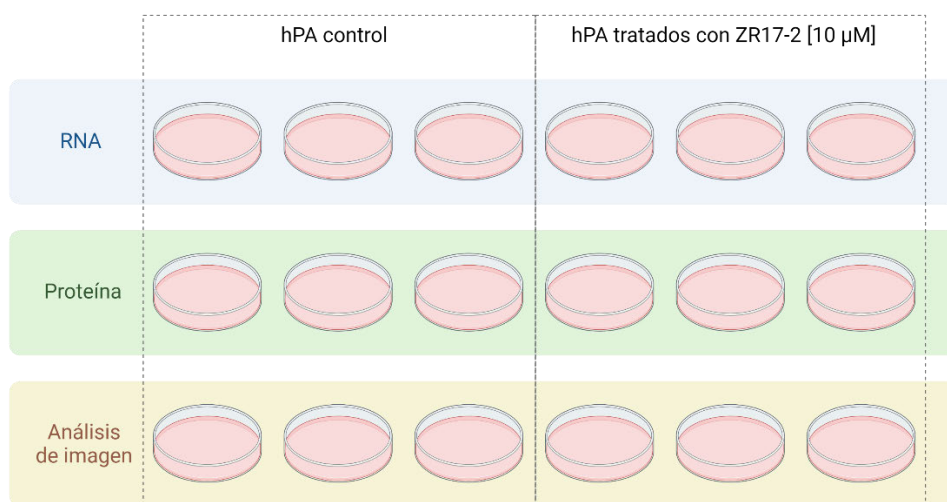 hPA control
hPA tratados con ZR17-2 [10 µM]
RNA
Proteína
Análisis
de imagen